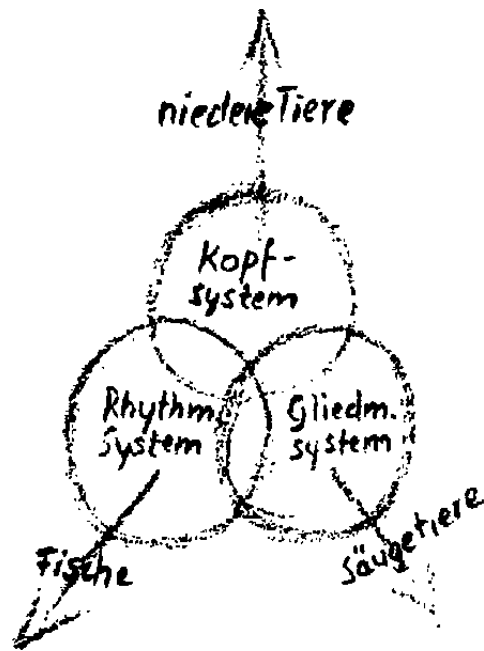 niedere Tiere
Kopf-
system
Rhythm.
System
Gliedm.
system
Fische
Säugetiere